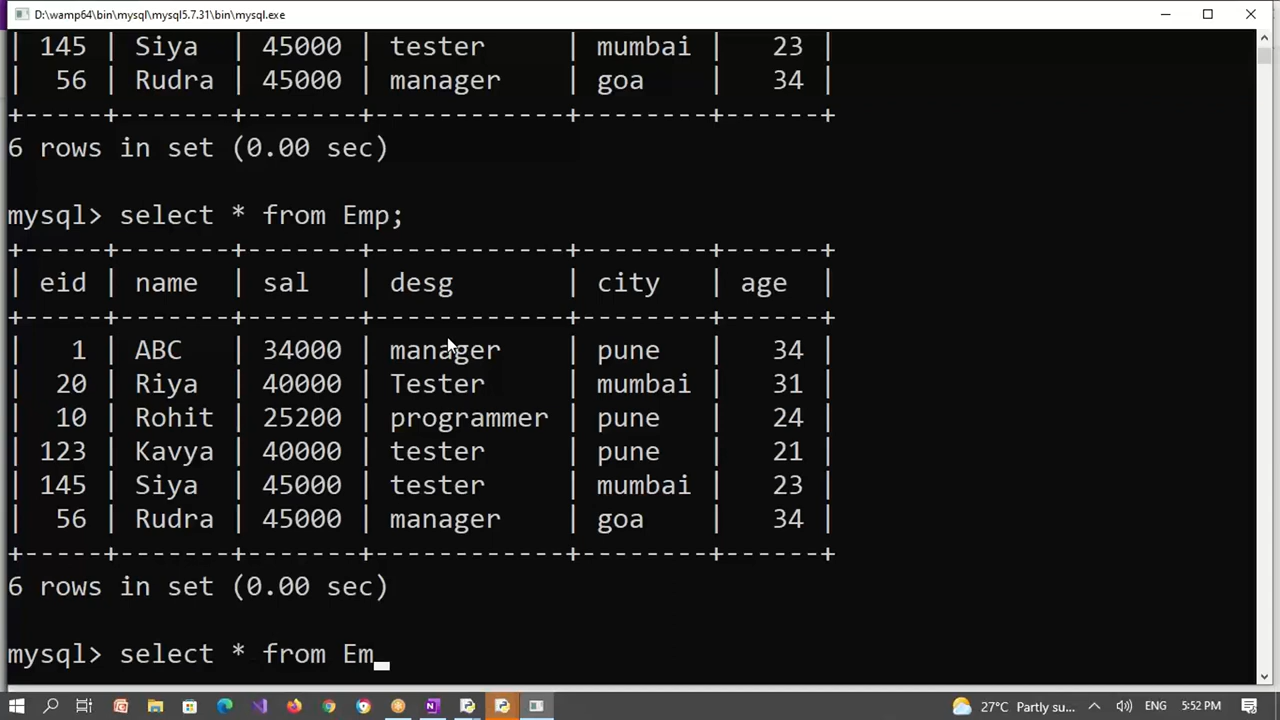 D:\wamp64\bin\mysql\mysql5.7.31\bin\mysql.exe
| 145 | Siya | 45000 | tester | mumbai | 23 |
| 56 | Rudra | 45000 | manager | goa | 34 |
+-----+-------+-------+------------+--------+------+
6 rows in set (0.00 sec)
mysql> select * from Emp;
+-----+-------+-------+------------+--------+------+
| eid | name | sal | desg | city | age |
+-----+-------+-------+------------+--------+------+
| 1 | ABC | 34000 | manager | pune | 34 |
| 20 | Riya | 40000 | Tester | mumbai | 31 |
| 10 | Rohit | 25200 | programmer | pune | 24 |
| 123 | Kavya | 40000 | tester | pune | 21 |
| 145 | Siya | 45000 | tester | mumbai | 23 |
| 56 | Rudra | 45000 | manager | goa | 34 |
+-----+-------+-------+------------+--------+------+
6 rows in set (0.00 sec)
mysql> select * from Em_
27°C Partly su... ENG 5:52 PM